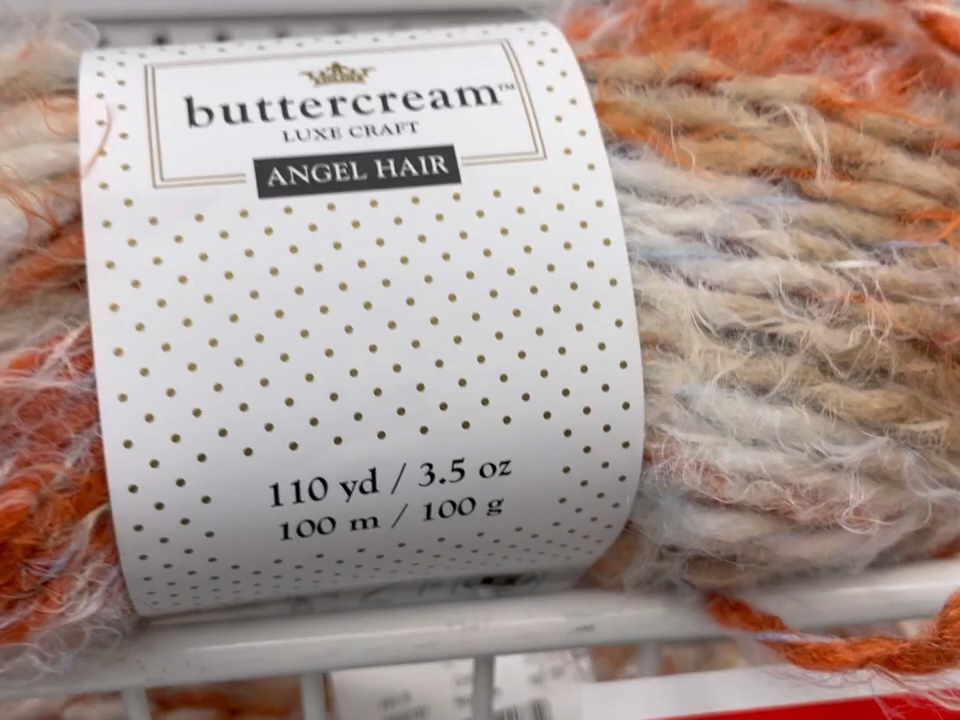 buttercream™
LUXE CRAFT
ANGEL HAIR
110 yd / 3.5 oz
100 m / 100 g